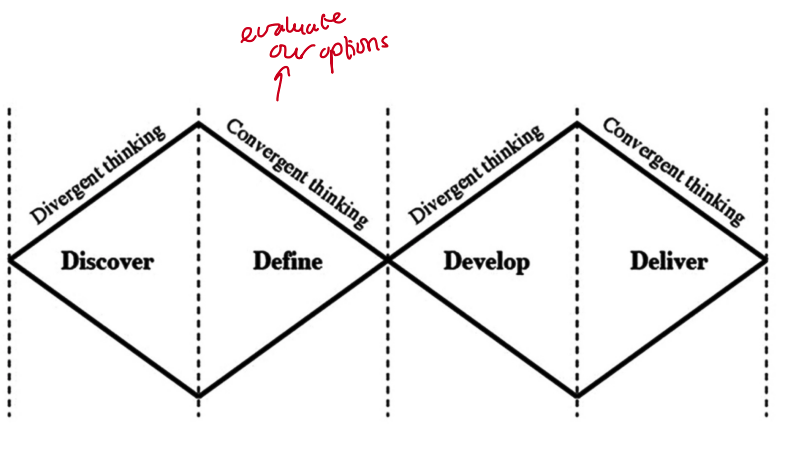 evaluate
our options
Divergent thinking
Convergent thinking
Divergent thinking
Convergent thinking
Discover
Define
Develop
Deliver